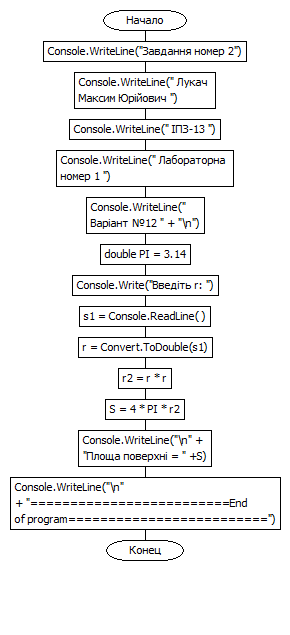 Начало
Console.WriteLine("Завдання номер 2")
Console.WriteLine(" Лукач
Максим Юрійович ")
Console.WriteLine(" ІПЗ-13 ")
Console.WriteLine(" Лабораторна
номер 1 ")
Console.WriteLine("
Варіант №12 " + "\n")
double PI = 3.14
Console.Write("Введіть r: ")
s1 = Console.ReadLine( )
r = Convert.ToDouble(s1)
r2 = r * r
S = 4 * PI * r2
Console.WriteLine("\n" +
"Площа поверхні = " +S)
Console.WriteLine("\n"
+ "=========================End
of program=========================")
Конец